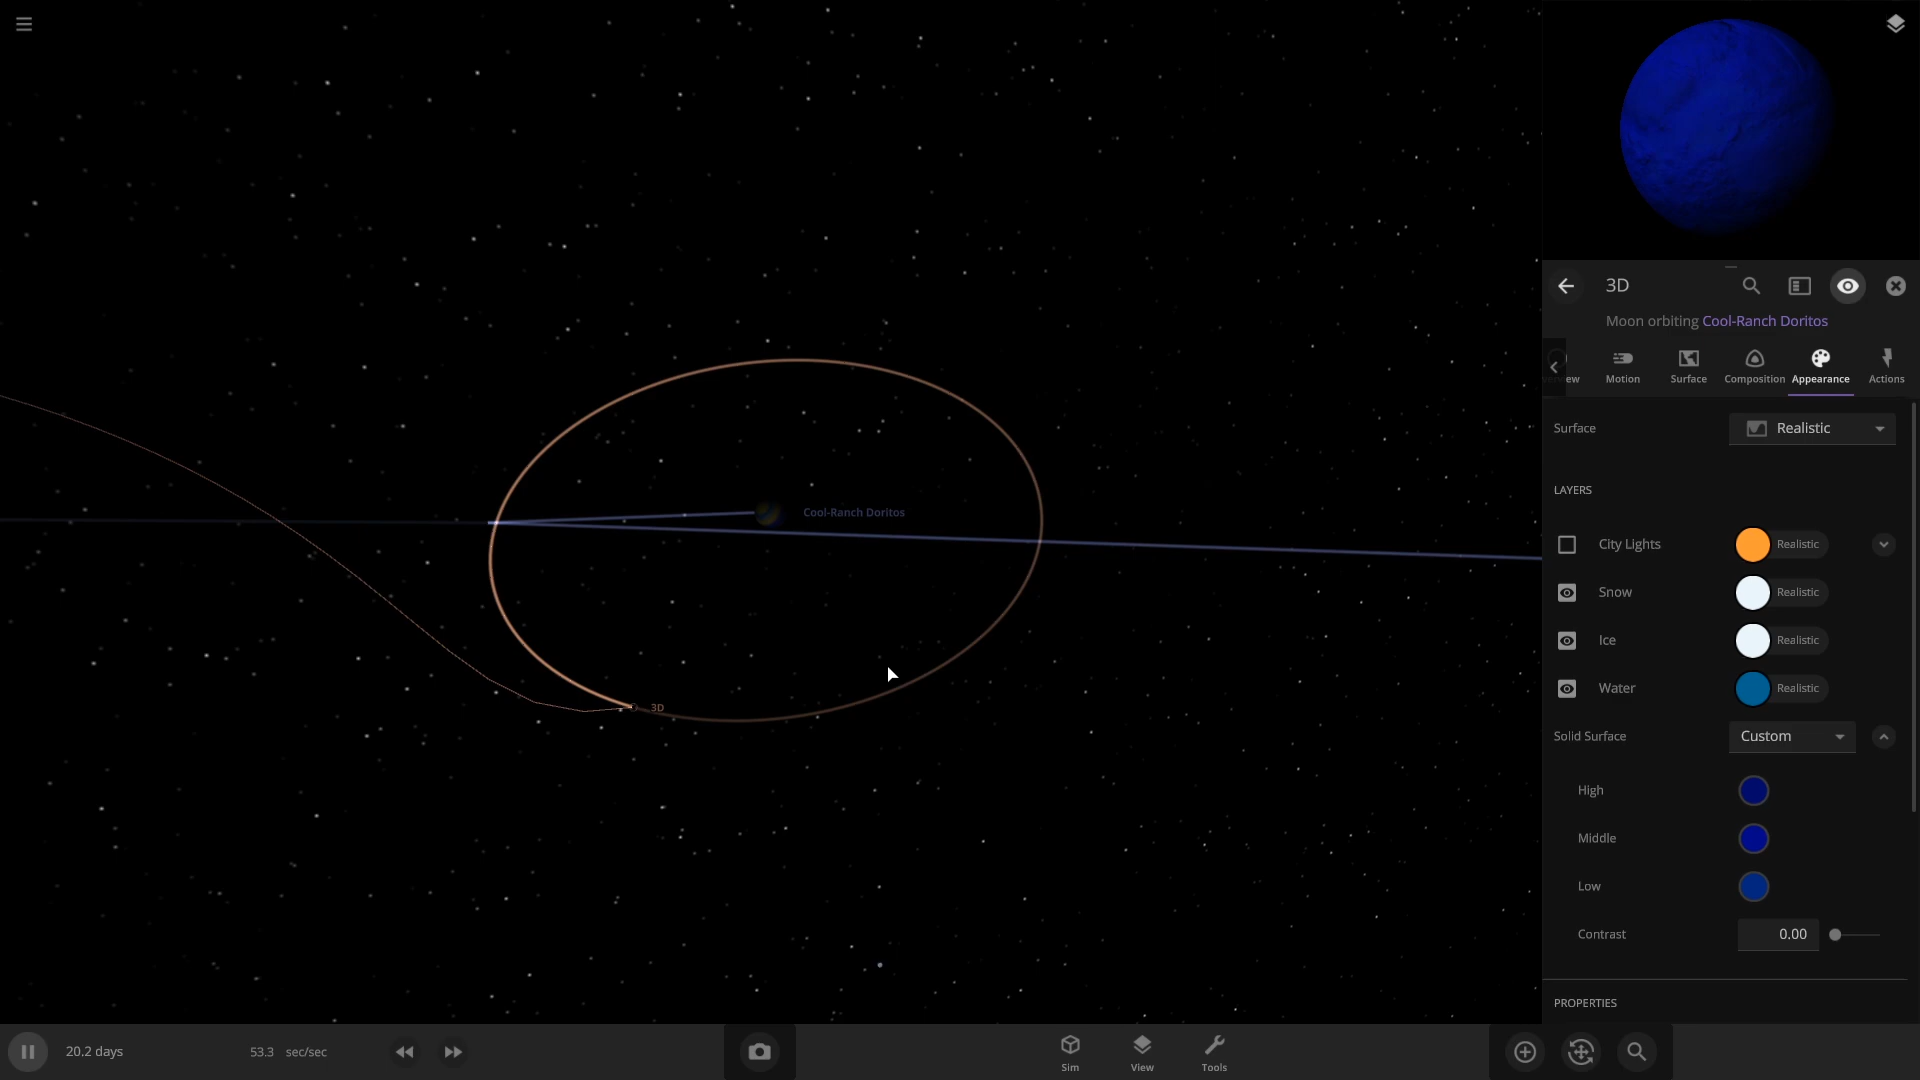 3D
Moon orbiting Cool-Ranch Doritos
Motion
Surface
Composition
Appearance
Actions
Surface
Realistic
LAYERS
City Lights
Realistic
Snow
Realistic
Ice
Realistic
Water
Realistic
Solid Surface
Custom
High
Middle
Low
Contrast
0.00
PROPERTIES
Cool-Ranch Doritos
3D
20.2 days
53.3 sec/sec
Sim
View
Tools